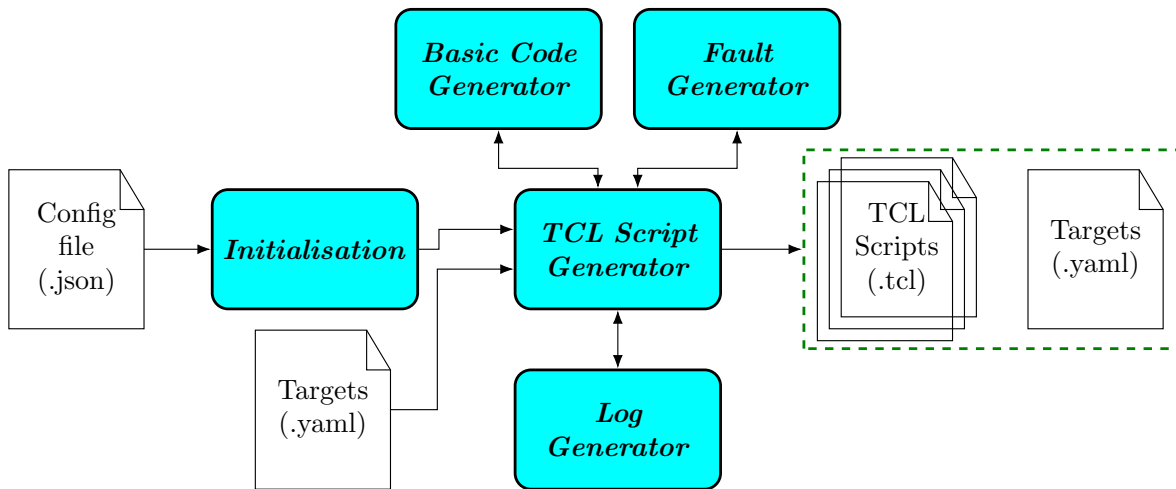 Basic Code
Generator
Fault
Generator
Config
file
(.json)
Initialisation
TCL Script
Generator
TCL
Scripts
(.tcl)
Targets
(.yaml)
Targets
(.yaml)
Log
Generator